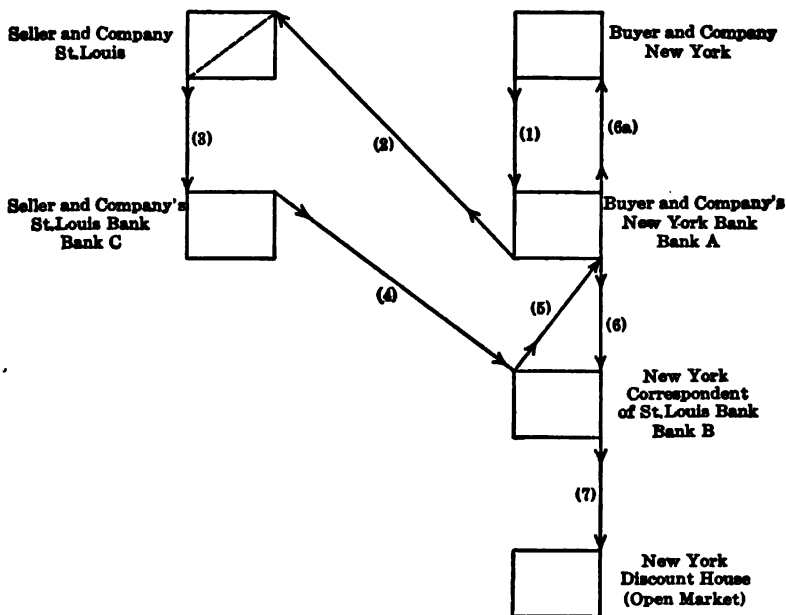 Seller and Company
St. Louis
Buyer and Company
New York
(1)
(2)
(3)
(6a)
Seller and Company's
St. Louis Bank
Bank C
Buyer and Company's
New York Bank
Bank A
(4)
(5)
(6)
New York
Correspondent
of St. Louis Bank
Bank B
(7)
New York
Discount House
(Open Market)